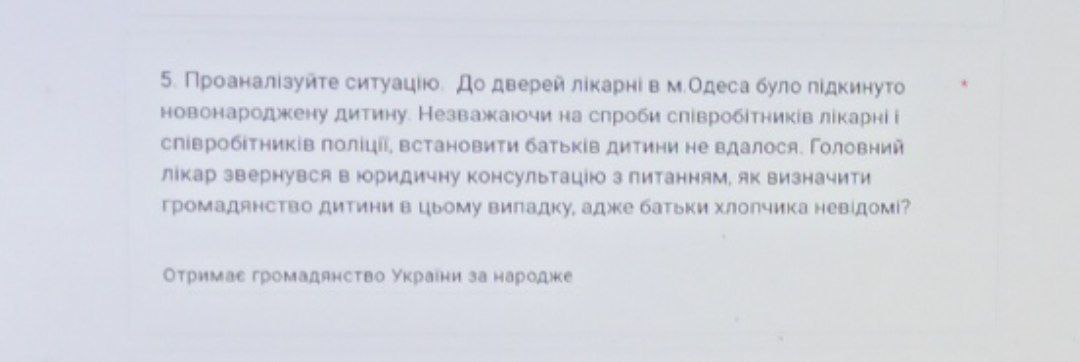 5. Проаналізуйте ситуацію. До дверей лікарні в м.Одеса було підкинуто *
новонароджену дитину. Незважаючи на спроби співробітників лікарні і
співробітників поліції, встановити батьків дитини не вдалося. Головний
лікар звернувся в юридичну консультацію з питанням, як визначити
громадянство дитини в цьому випадку, адже батьки хлопчика невідомі?
Отримає громадянство України за народже